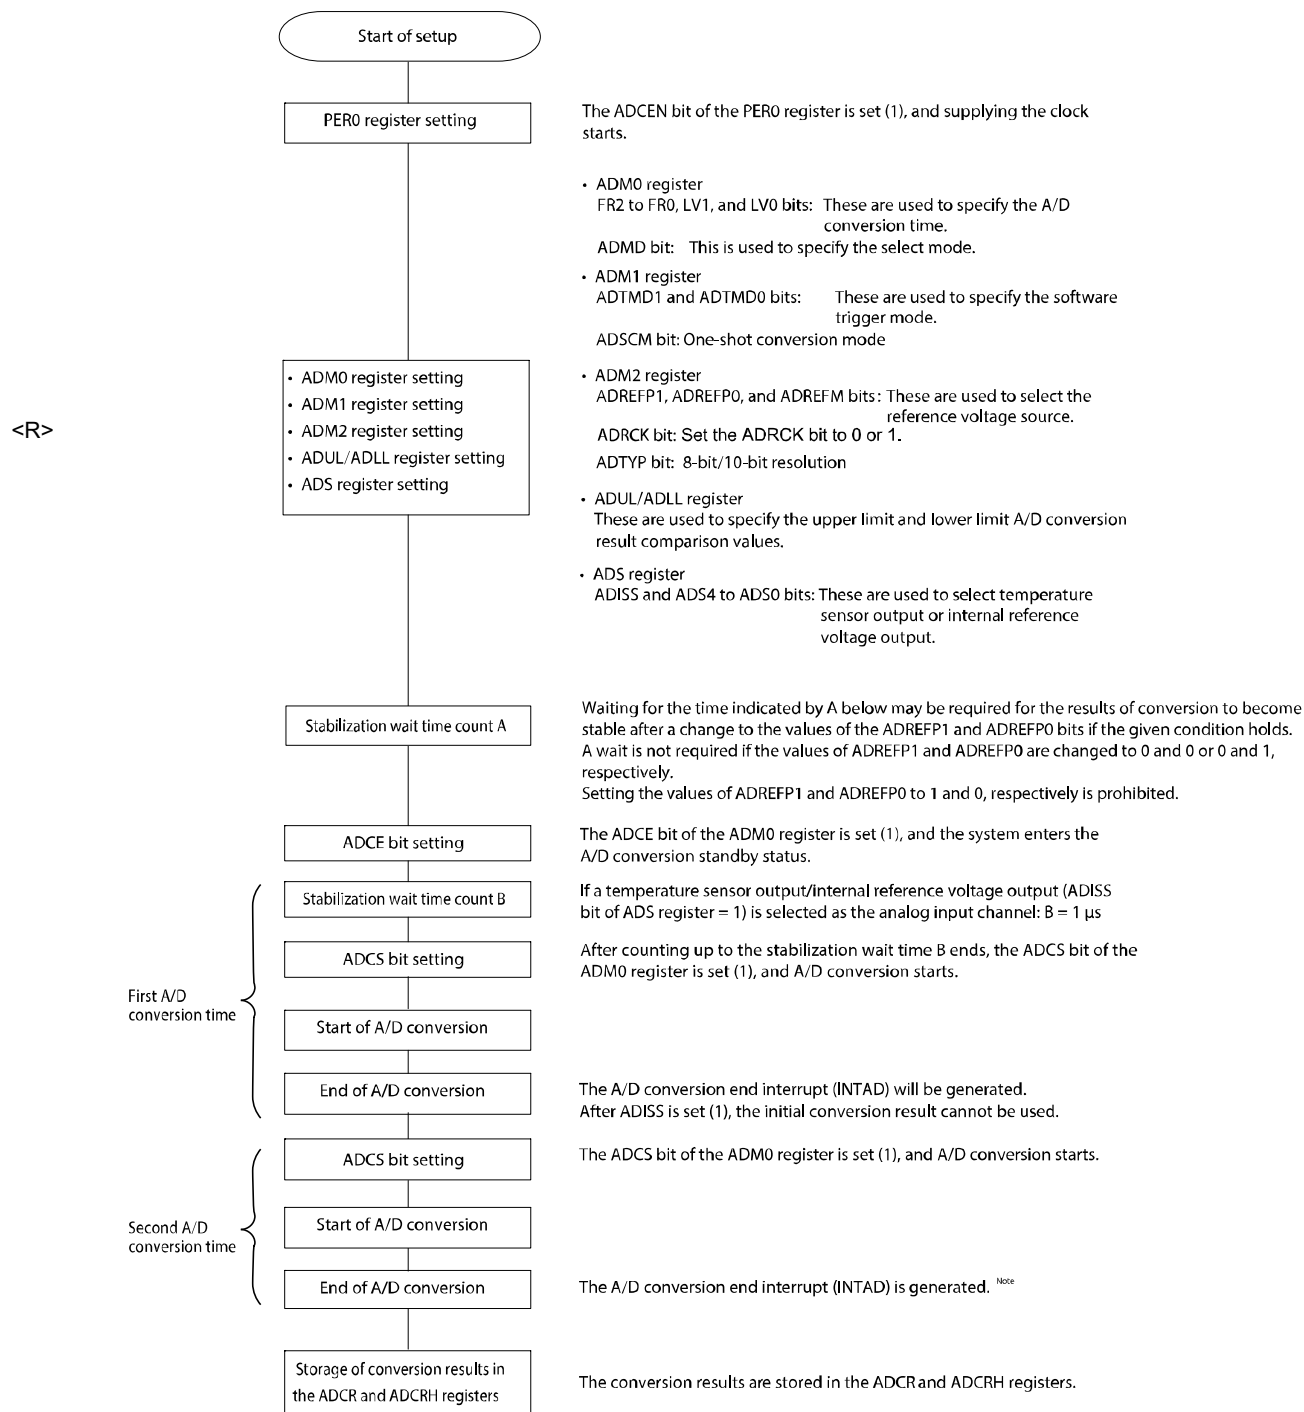 Start of setup
PER0 register setting
The ADCEN bit of the PER0 register is set (1), and supplying the clock
starts.
• ADM0 register
FR2 to FR0, LV1, and LV0 bits: These are used to specify the A/D
conversion time.
ADMD bit: This is used to specify the select mode.
• ADM1 register
ADTMD1 and ADTMD0 bits: These are used to specify the software
trigger mode.
ADSCM bit: One-shot conversion mode
<R>
• ADM0 register setting
• ADM1 register setting
• ADM2 register setting
• ADUL/ADLL register setting
• ADS register setting
• ADM2 register
ADREFP1, ADREFP0, and ADREFM bits: These are used to select the
reference voltage source.
ADRCK bit: Set the ADRCK bit to 0 or 1.
ADTYP bit: 8-bit/10-bit resolution
• ADUL/ADLL register
These are used to specify the upper limit and lower limit A/D conversion
result comparison values.
• ADS register
ADISS and ADS4 to ADS0 bits: These are used to select temperature
sensor output or internal reference
voltage output.
Stabilization wait time count A
Waiting for the time indicated by A below may be required for the results of conversion to become
stable after a change to the values of the ADREFP1 and ADREFP0 bits if the given condition holds.
A wait is not required if the values of ADREFP1 and ADREFP0 are changed to 0 and 0 or 0 and 1,
respectively.
Setting the values of ADREFP1 and ADREFP0 to 1 and 0, respectively is prohibited.
ADCE bit setting
The ADCE bit of the ADM0 register is set (1), and the system enters the
A/D conversion standby status.
First A/D
conversion time
Stabilization wait time count B
If a temperature sensor output/internal reference voltage output (ADISS
bit of ADS register = 1) is selected as the analog input channel: B = 1 μs
ADCS bit setting
After counting up to the stabilization wait time B ends, the ADCS bit of the
ADM0 register is set (1), and A/D conversion starts.
Start of A/D conversion
End of A/D conversion
The A/D conversion end interrupt (INTAD) will be generated.
After ADISS is set (1), the initial conversion result cannot be used.
Second A/D
conversion time
ADCS bit setting
The ADCS bit of the ADM0 register is set (1), and A/D conversion starts.
Start of A/D conversion
End of A/D conversion
The A/D conversion end interrupt (INTAD) is generated. Note
Storage of conversion results in
the ADCR and ADCRH registers
The conversion results are stored in the ADCR and ADCRH registers.